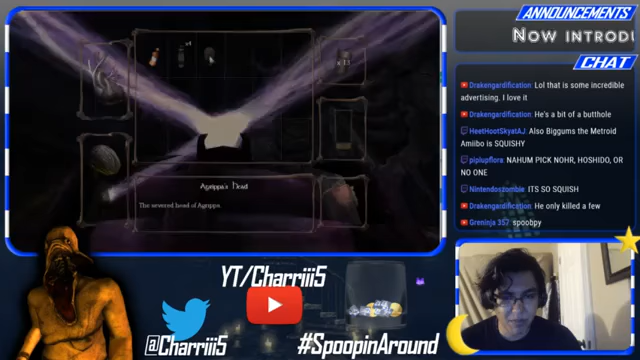 ANNOUNCEMENTS
NOW INTRODU
CHAT
Drakengardification: Lol that is some incredible
advertising. I love it
Drakengardification: He's a bit of a butthole
HeetHootSkyatAJ: Also Biggums the Metroid
Amiibo is SQUISHY
piplupflora: NAHUM PICK NOHR, HOSHIDO, OR
NO ONE
Nintendoszombie: ITS SO SQUISH
Drakengardification: He only killed a few
Greninja 357: spoobpy
x 13
Agrippa's Head
The severed head of Agrippa.
YT/Charriii5
@Charriii5
#SpoopinAround